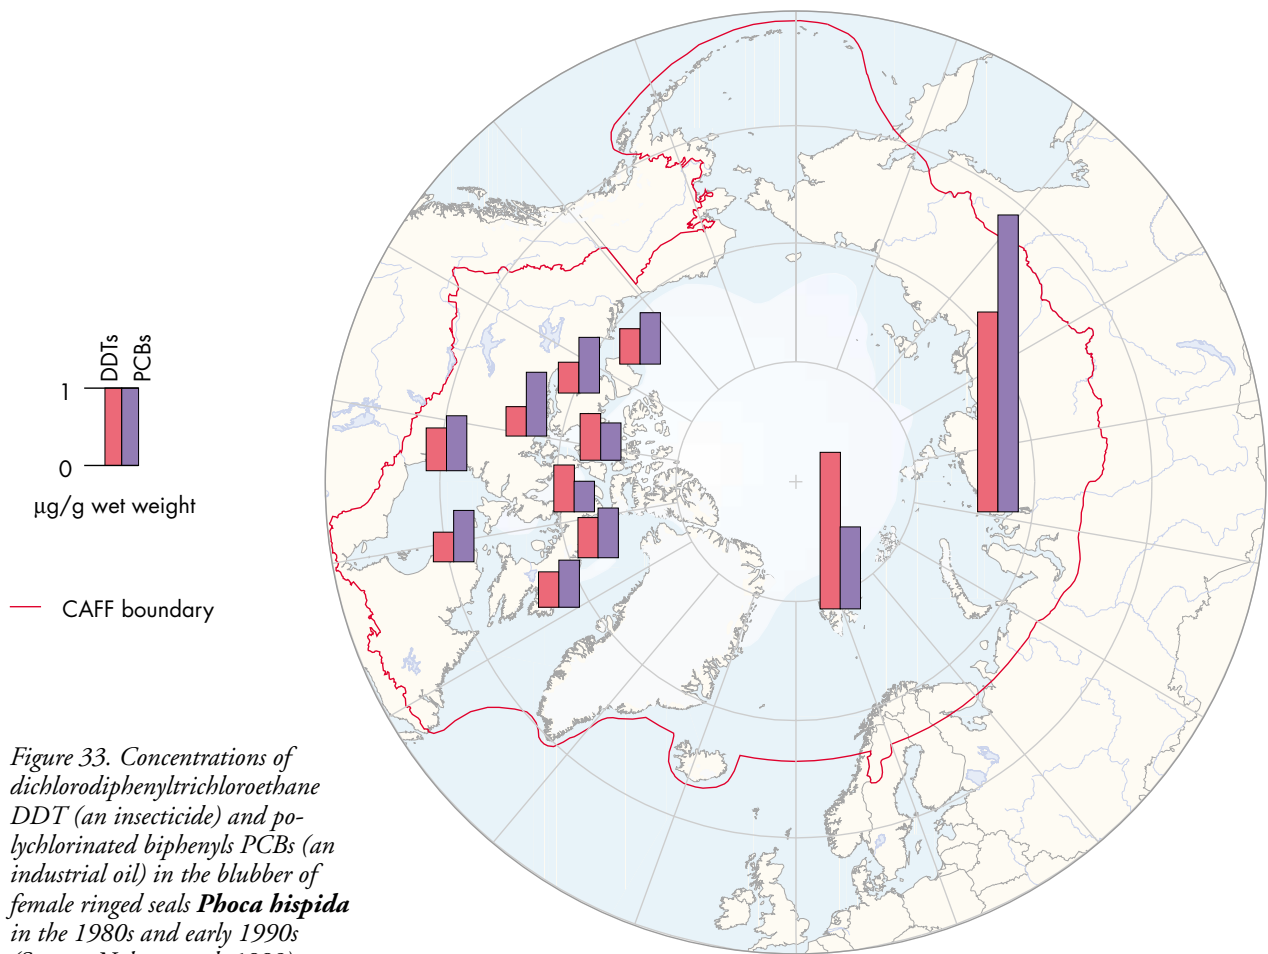 DDTs
PCBs
1
0
µg/g wet weight
CAFF boundary
Figure 33. Concentrations of
dichlorodiphenyltrichloroethane
DDT (an insecticide) and po-
lychlorinated biphenyls PCBs (an
industrial oil) in the blubber of
female ringed seals Phoca hispida
in the 1980s and early 1990s